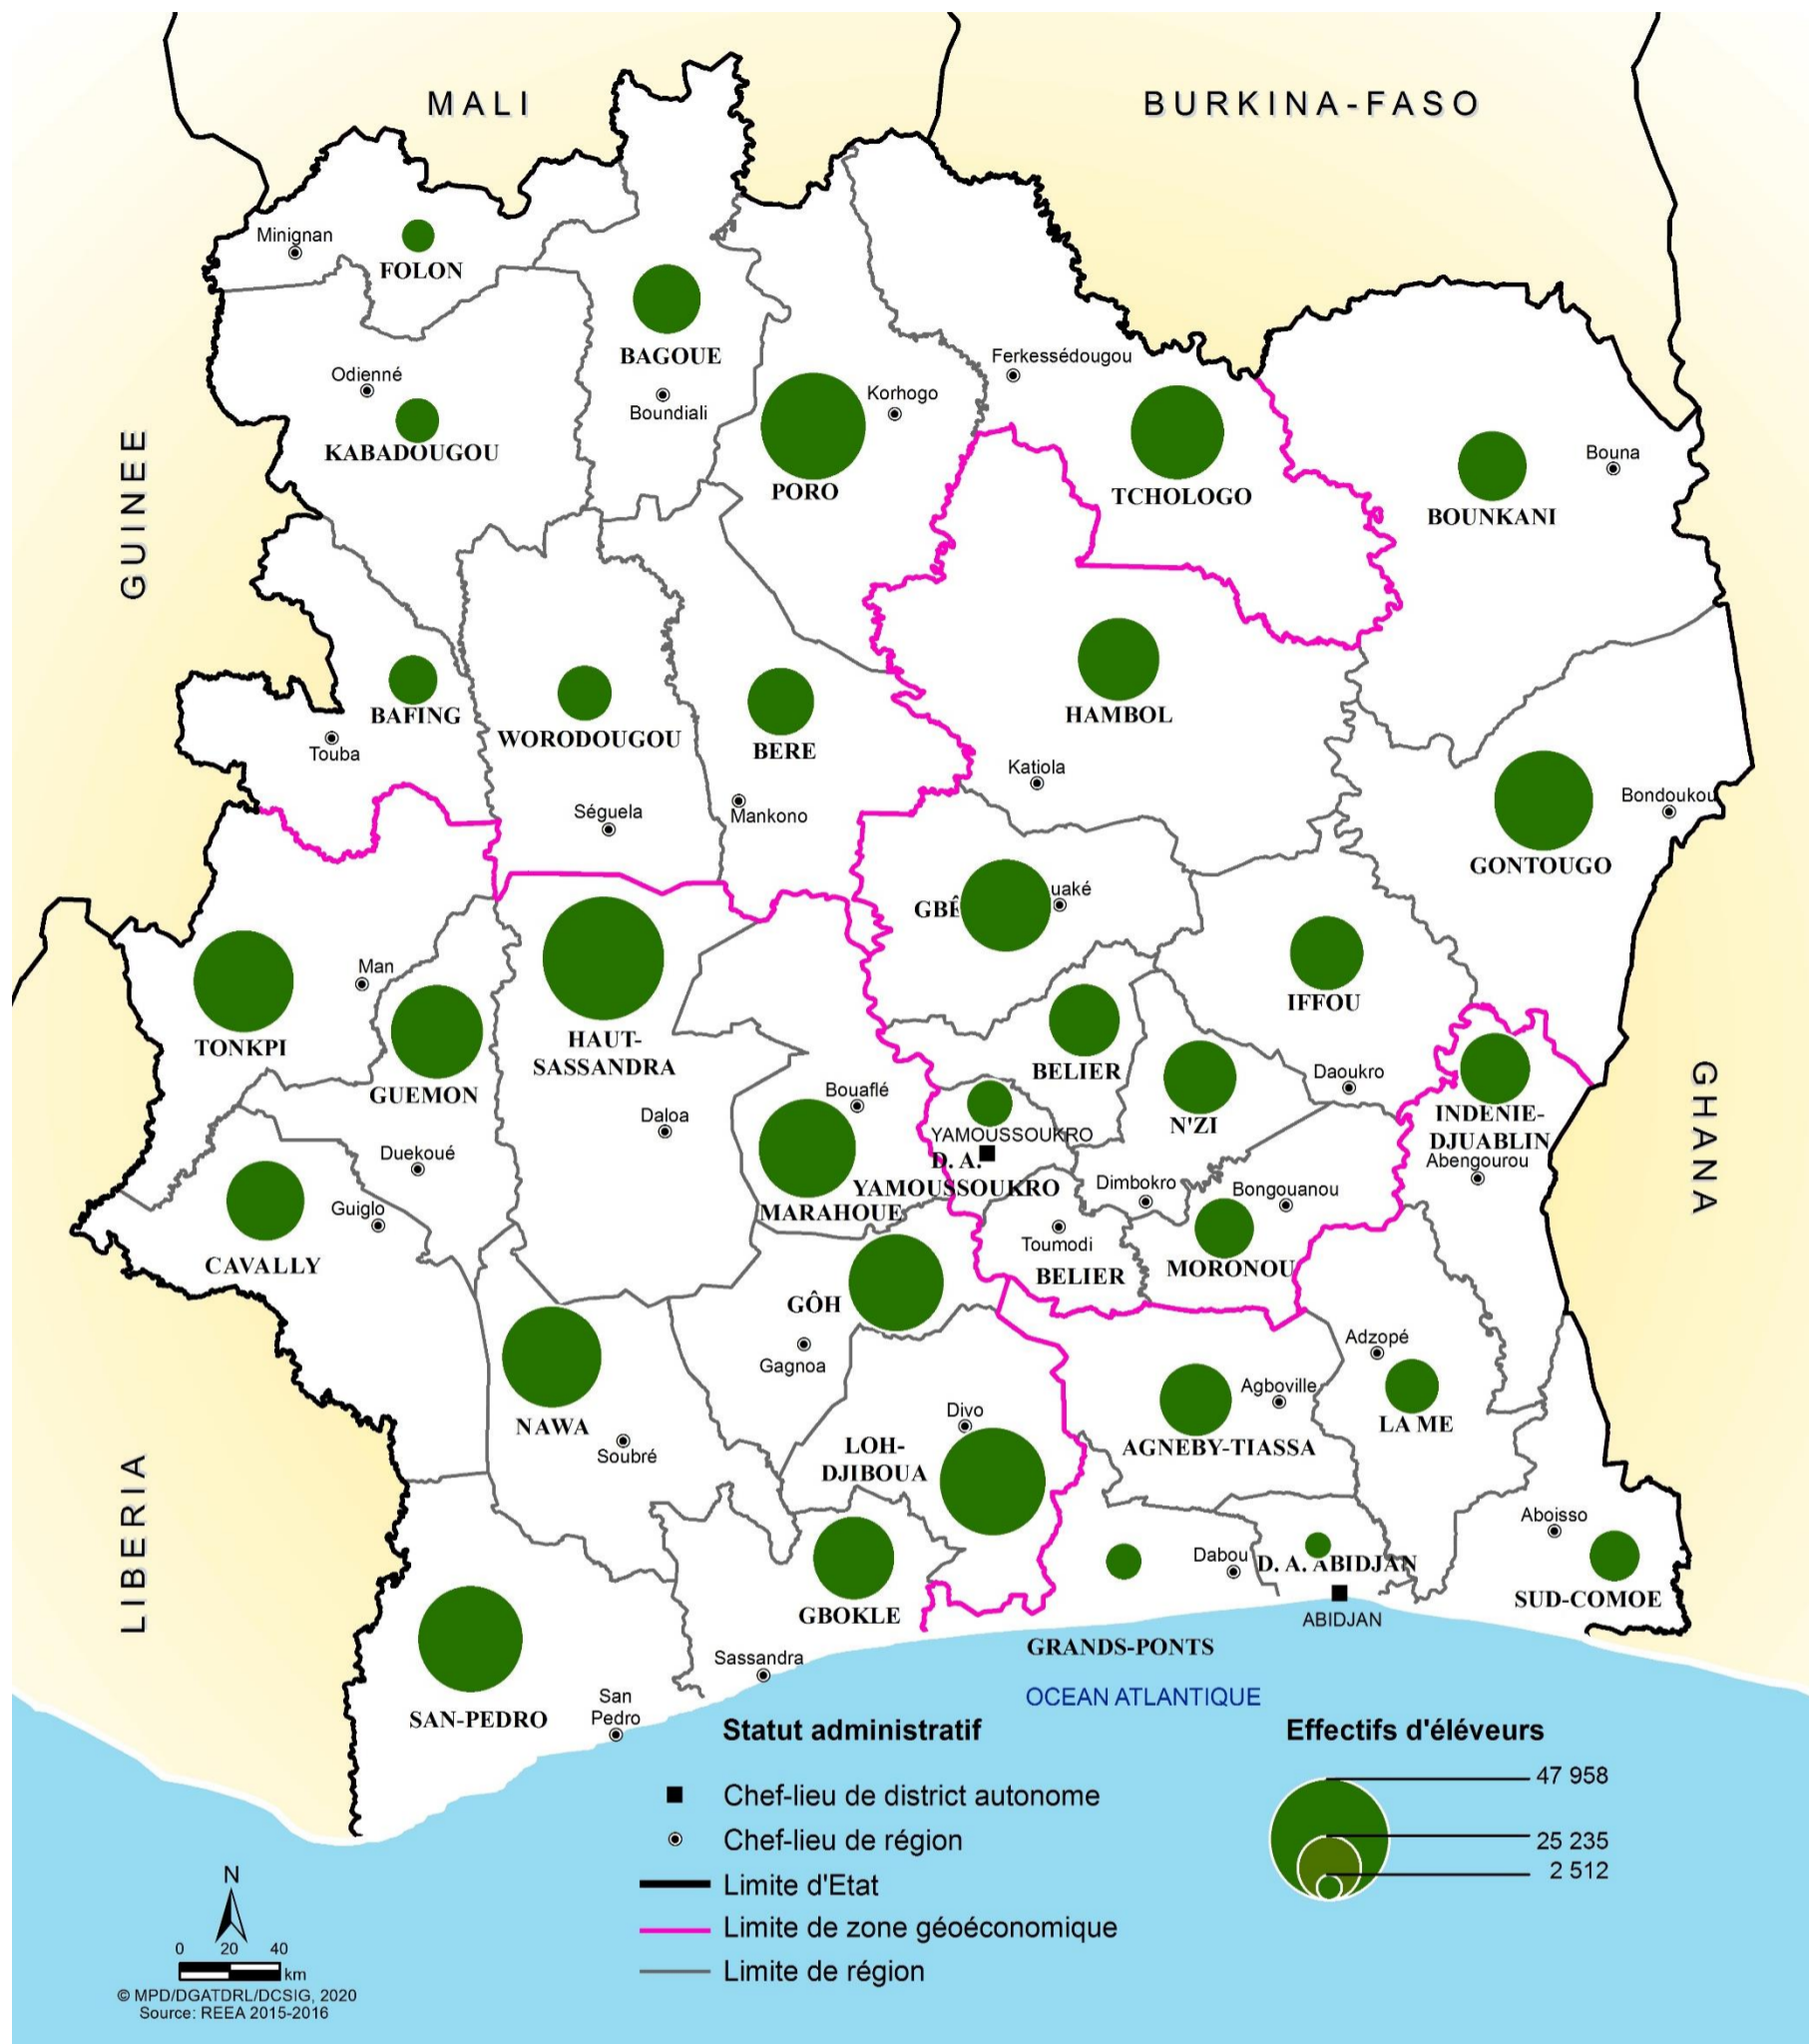 MALI
BURKINA-FASO
Minignan
FOLON
BAGOUE
Boundiali
Ferkessédougou
Odienné
KABADOUGOU
Korhogo
PORO
TCHOLOGO
Bouna
BOUNKANI
GUINEE
BAFING
Touba
WORODOUGOU
Séguela
BERE
Mankono
HAMBOL
Katiola
Bondoukou
GONTOUGO
GBÊ
uaké
Man
TONKPI
GUEMON
HAUT-
SASSANDRA
Daloa
IFFOU
BELIER
N'ZI
Daoukro
INDENIE-
DJUABLIN
Abengourou
GHANA
Bouaflé
MARAHOUE
YAMOUSSOUKRO
D. A.
YAMOUSSOUKRO
Duekoué
Guiglo
CAVALLY
Dimbokro
Bongouanou
Toumodi
BELIER
MORONOU
GÔH
Gagnoa
Adzopé
LA ME
Agboville
AGNEBY-TIASSA
NAWA
Soubré
Divo
LOH-
DJIBOUA
LIBERIA
Aboisso
SUD-COMOE
Dabou
D. A. ABIDJAN
ABIDJAN
GBOKLE
GRANDS-PONTS
Sassandra
SAN-PEDRO
San
Pedro
OCEAN ATLANTIQUE
Statut administratif
Chef-lieu de district autonome
Chef-lieu de région
Limite d'Etat
Limite de zone géoéconomique
Limite de région
Effectifs d'éléveurs
47 958
25 235
2 512
N
0 20 40
km
© MPD/DGATDRL/DCSIG, 2020
Source: REEA 2015-2016